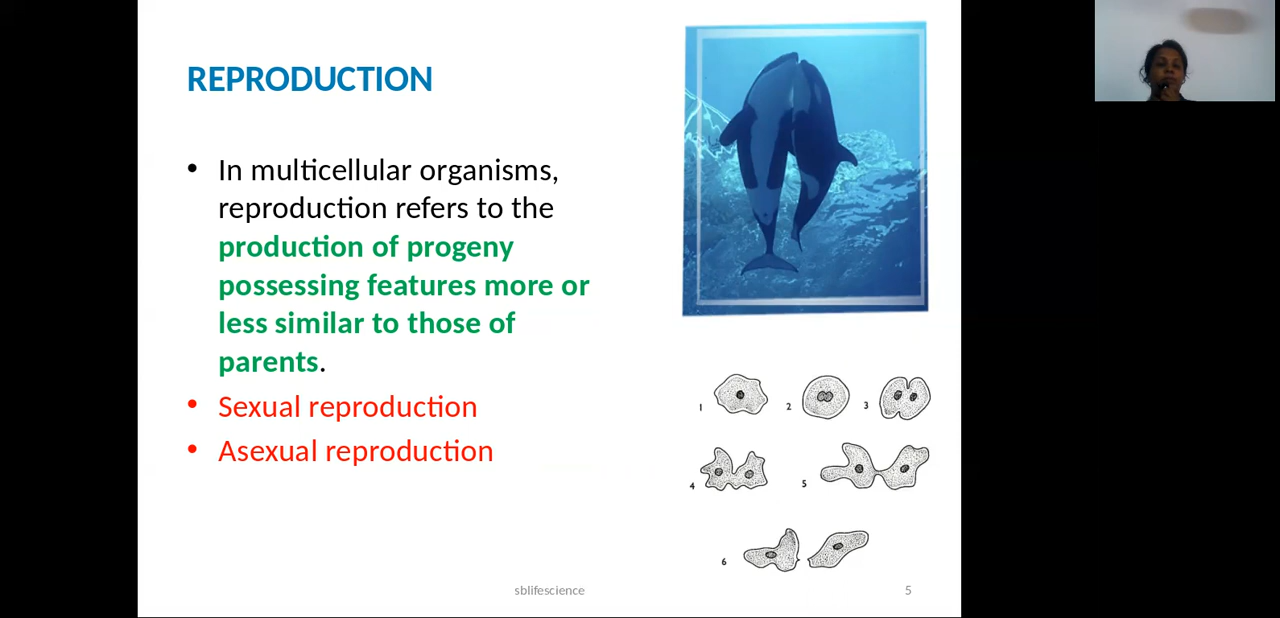 REPRODUCTION
• In multicellular organisms,
reproduction refers to the
production of progeny
possessing features more or
less similar to those of
parents.
• Sexual reproduction
• Asexual reproduction
1 2 3
4 5
6
sblifescience 5